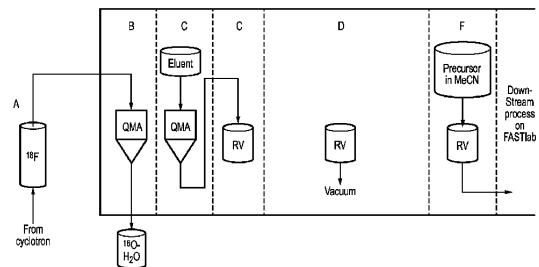 A
B
C
C
D
F
18F
From
cyclotron
QMA
18O-
H2O
Eluent
QMA
RV
RV
Vacuum
Precursor
in MeCN
RV
Down-
Stream
process
on
FASTlab